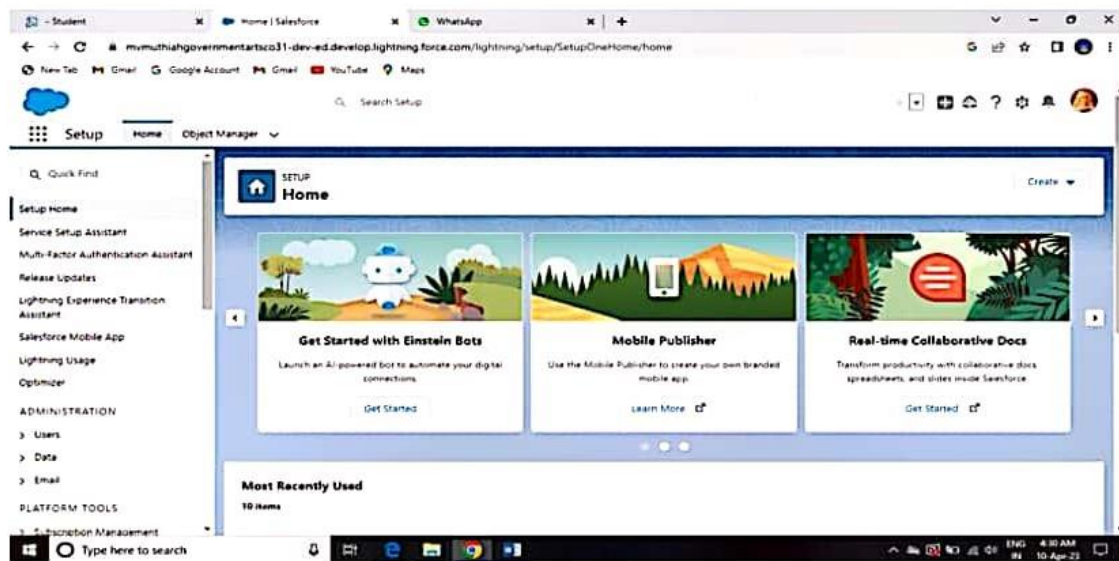 - Student
Home | Salesforce
WhatsApp
mvmuthiahgovernmentartsco31-dev-ed.develop.lightning.force.com/lightning/setup/SetupOneHome/home
New Tab
Gmail
Google Account
Gmail
YouTube
Maps
Search Setup
Setup
Home
Object Manager
Quick Find
Setup Home
Service Setup Assistant
Multi-Factor Authentication Assistant
Release Updates
Lightning Experience Transition
Assistant
Salesforce Mobile App
Lightning Usage
Optimizer
ADMINISTRATION
Users
Data
Email
PLATFORM TOOLS
Subscription Management
SETUP
Home
Create
Get Started with Einstein Bots
Launch an AI-powered bot to automate your digital
connections.
Get Started
Mobile Publisher
Use the Mobile Publisher to create your own branded
mobile app.
Learn More
Real-time Collaborative Docs
Transform productivity with collaborative docs,
spreadsheets, and slides inside Salesforce.
Get Started
Most Recently Used
10 items
Type here to search
ENG
IN
4:30 AM
10-Apr-23